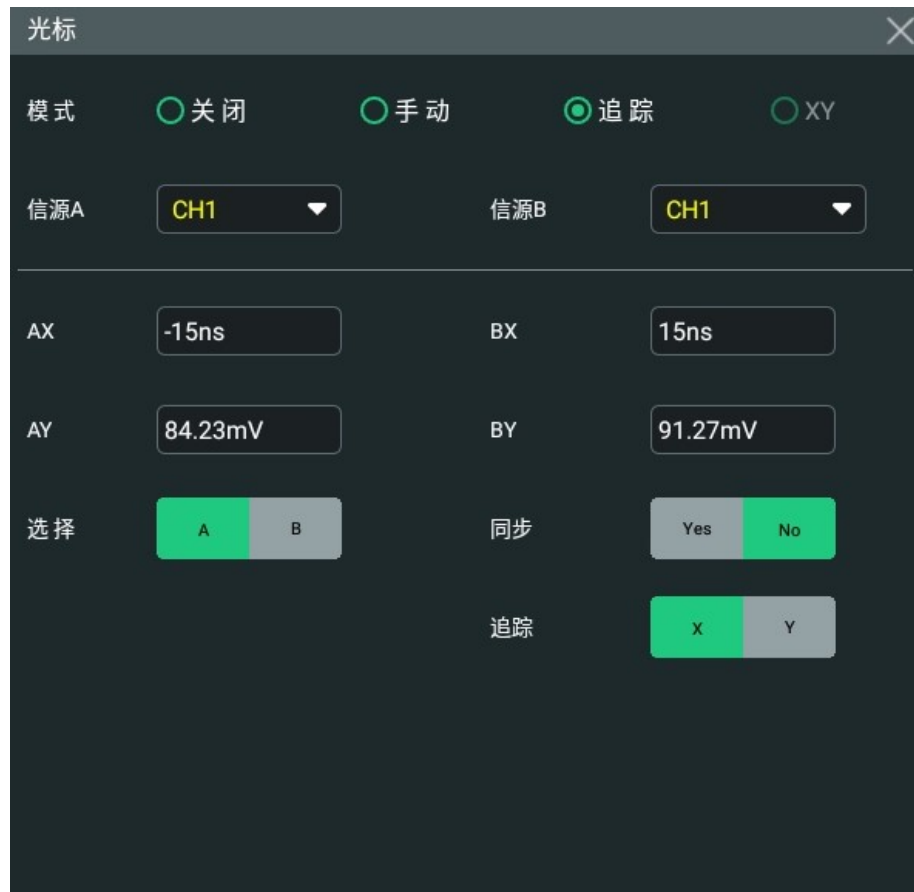 光标
模式 关闭 手动 追踪 XY
信源A CH1 信源B CH1
AX -15ns BX 15ns
AY 84.23mV BY 91.27mV
选择 A B 同步 Yes No
追踪 X Y